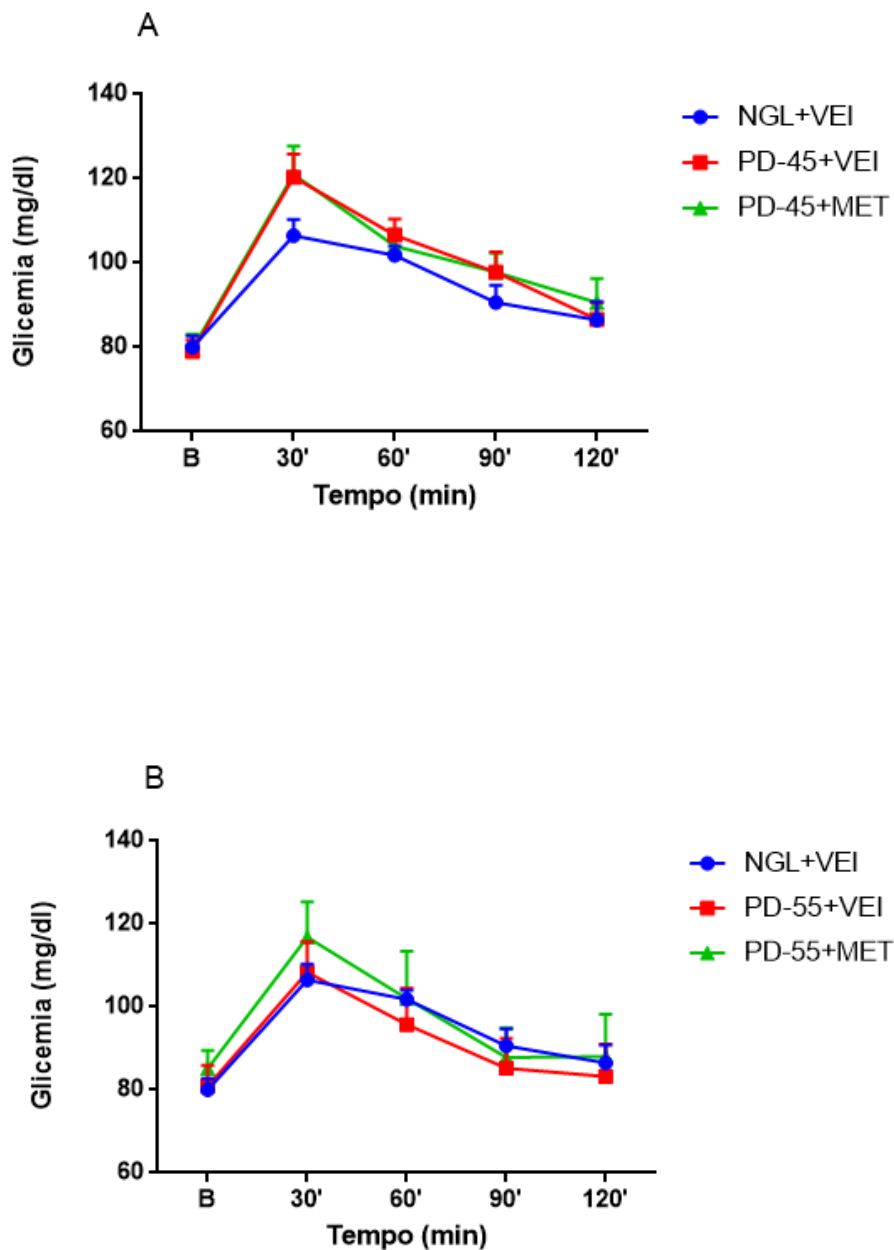 A
140
120
100
80
60
Glicemia (mg/dl)
B 30' 60' 90' 120'
Tempo (min)
NGL+VEI
PD-45+VEI
PD-45+MET
B
140
120
100
80
60
Glicemia (mg/dl)
B 30' 60' 90' 120'
Tempo (min)
NGL+VEI
PD-55+VEI
PD-55+MET